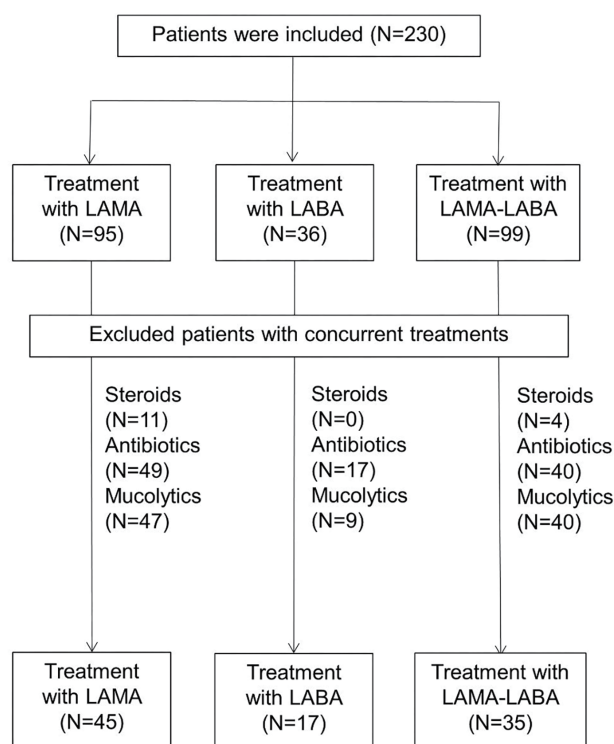 Patients were included (N=230)
Treatment
with LAMA
(N=95)
Treatment
with LABA
(N=36)
Treatment with
LAMA-LABA
(N=99)
Excluded patients with concurrent treatments
Steroids
(N=11)
Antibiotics
(N=49)
Mucolytics
(N=47)
Steroids
(N=0)
Antibiotics
(N=17)
Mucolytics
(N=9)
Steroids
(N=4)
Antibiotics
(N=40)
Mucolytics
(N=40)
Treatment
with LAMA
(N=45)
Treatment
with LABA
(N=17)
Treatment with
LAMA-LABA
(N=35)